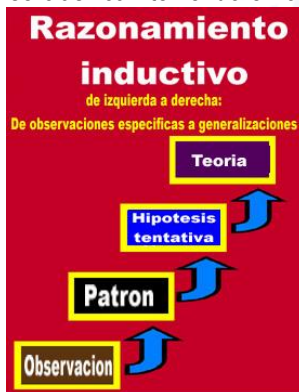 Razonamiento
inductivo
de izquierda a derecha:
De observaciones especificas a generalizaciones
Teoria
Hipotesis
tentativa
Patron
Observacion